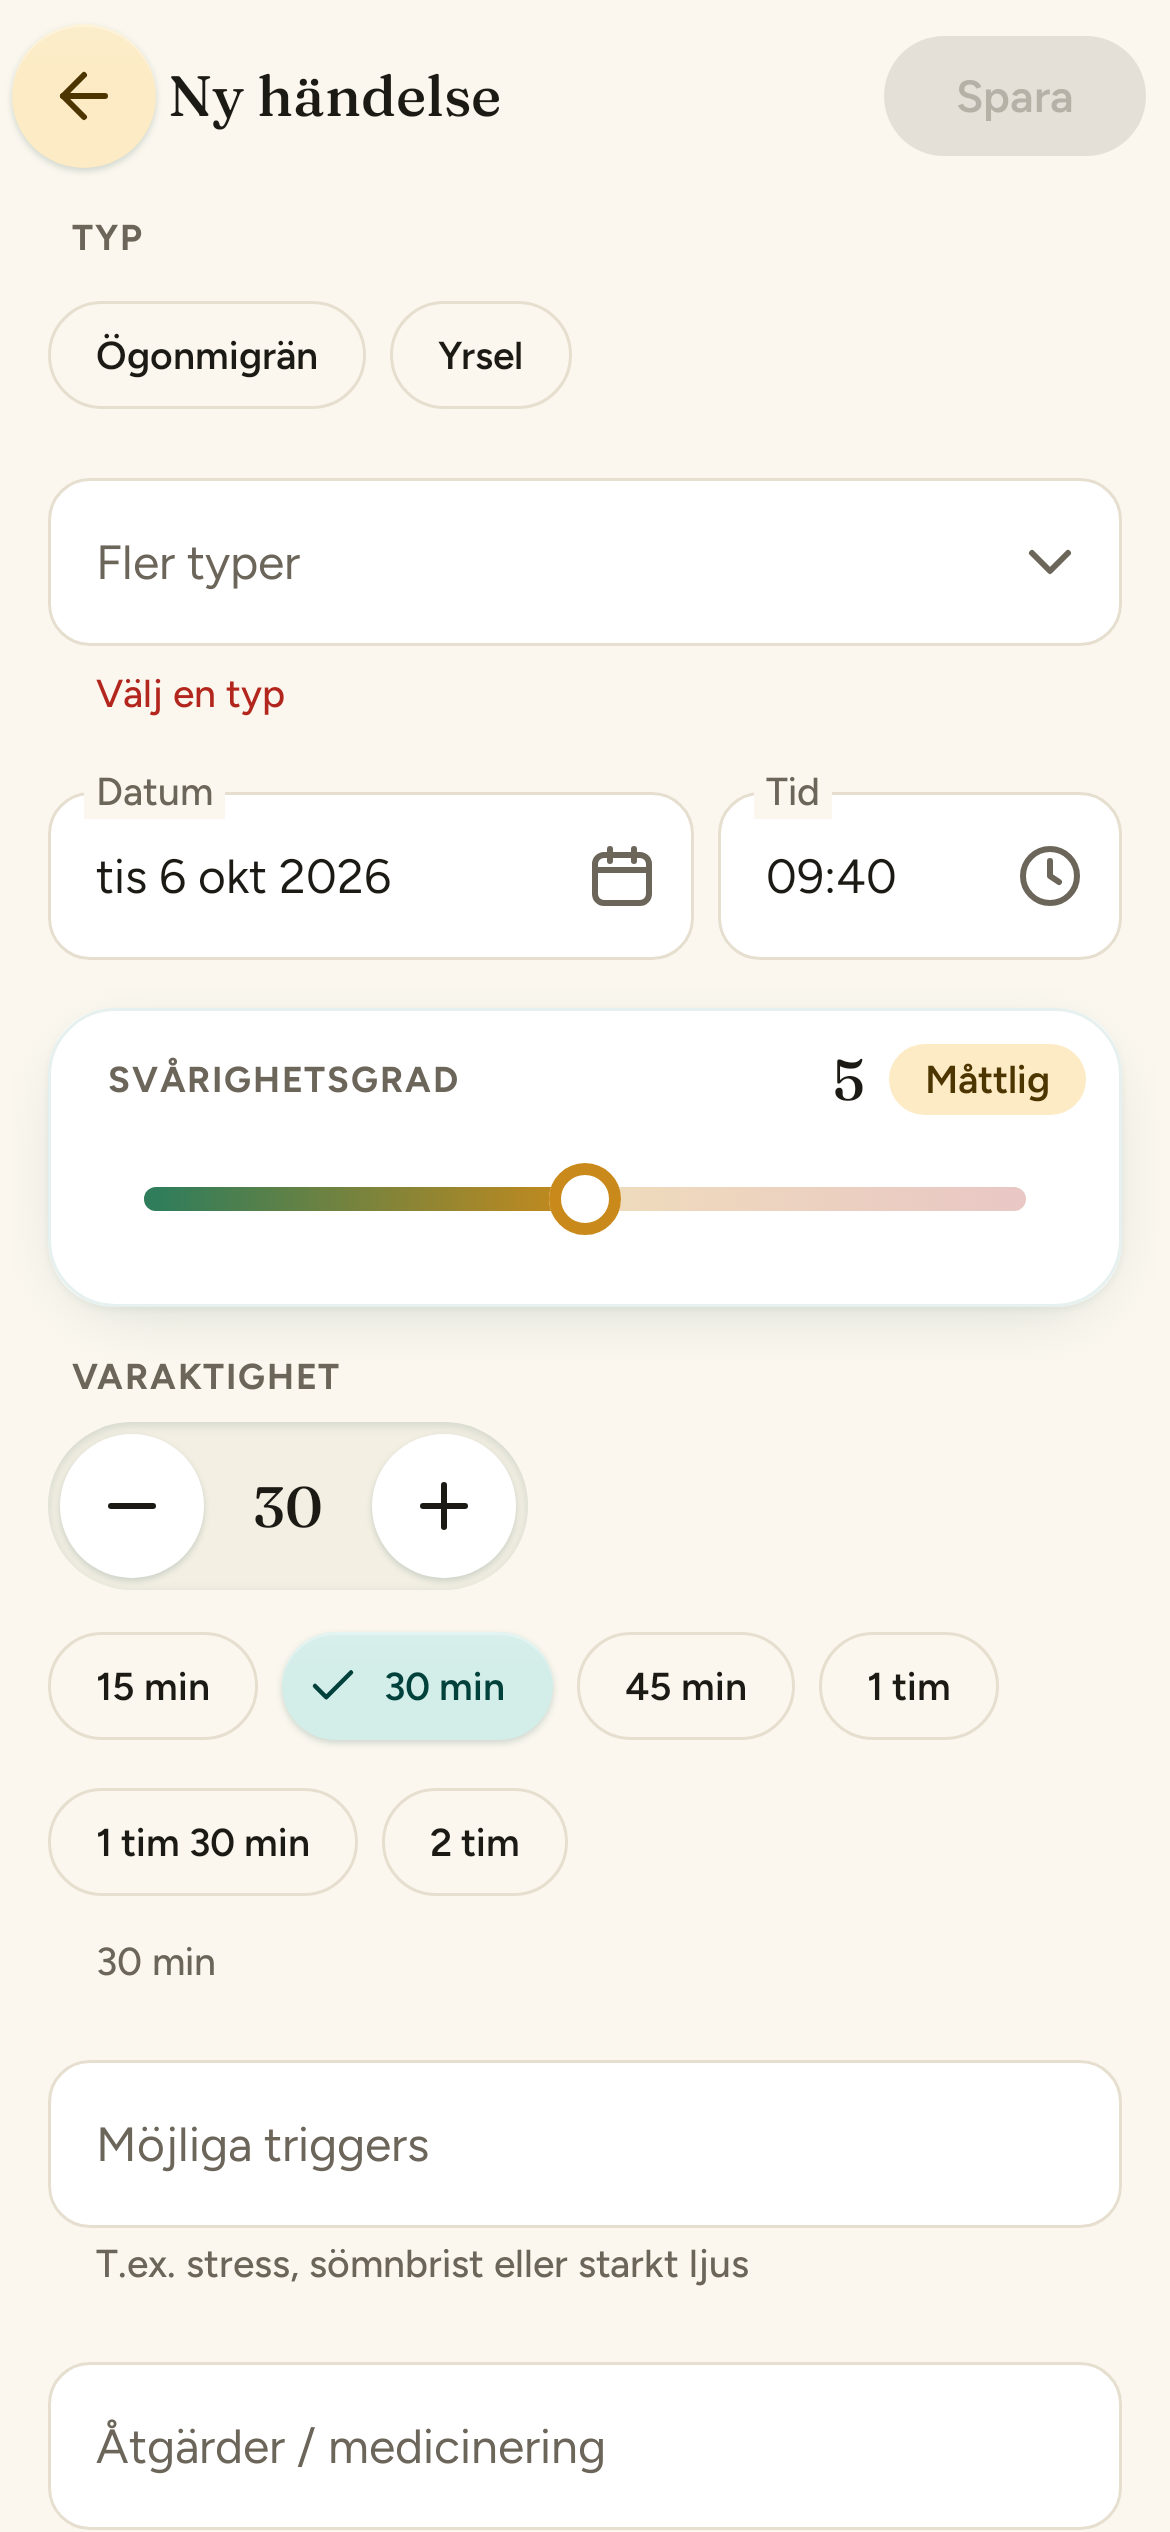 Ny händelse
Spara
TYP
Ögonmigrän
Yrsel
Fler typer
Välj en typ
Datum
Tid
tis 6 okt 2026
09:40
SVÅRIGHETSGRAD
5
Måttlig
VARAKTIGHET
30
15 min
30 min
45 min
1 tim
1 tim 30 min
2 tim
30 min
Möjliga triggers
T.ex. stress, sömnbrist eller starkt ljus
Åtgärder / medicinering